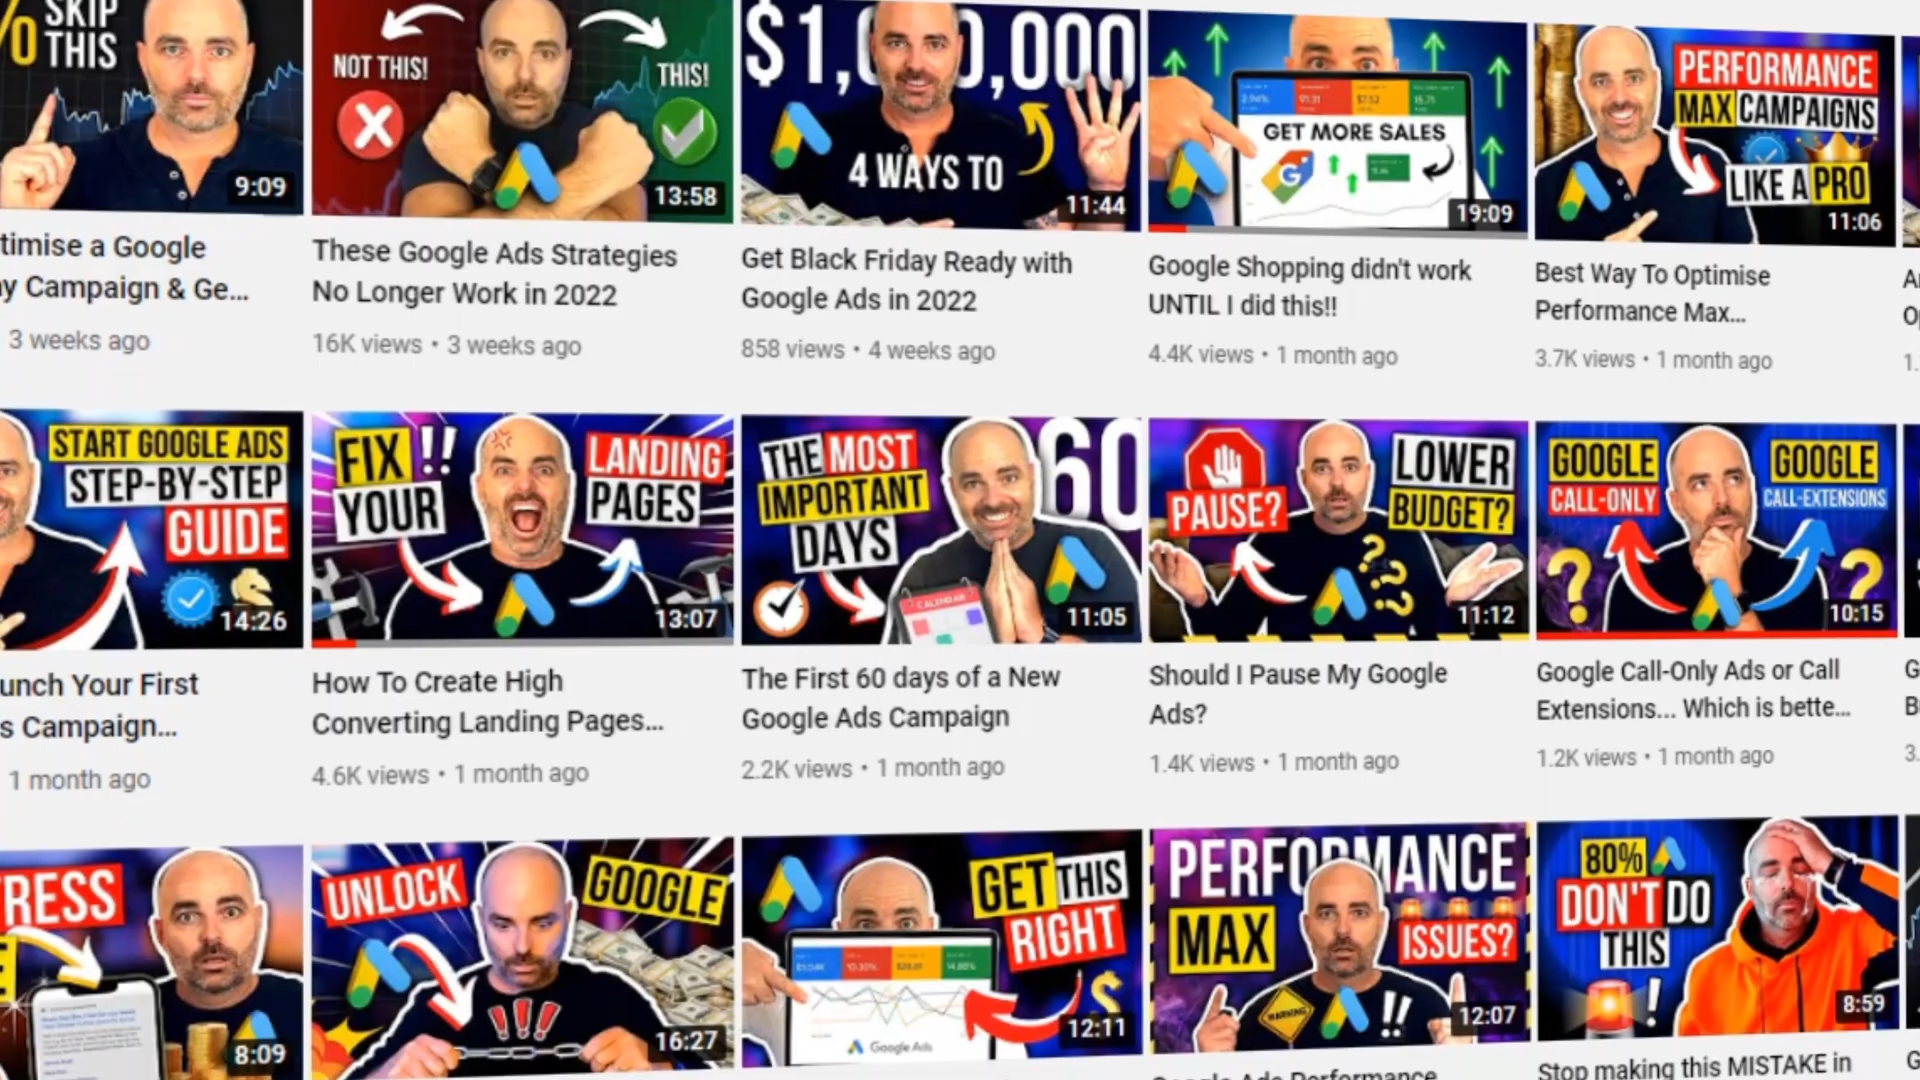 %
SKIP
THIS
9:09
timise a Google
y Campaign & Ge...
3 weeks ago
NOT THIS!
THIS!
13:58
These Google Ads Strategies
No Longer Work in 2022
16K views • 3 weeks ago
4 WAYS TO
11:44
Get Black Friday Ready with
Google Ads in 2022
858 views • 4 weeks ago
GET MORE SALES
G
19:09
Google Shopping didn't work
UNTIL I did this!!
4.4K views • 1 month ago
PERFORMANCE
MAX CAMPAIGNS
LIKE A PRO
11:06
Best Way To Optimise
Performance Max...
3.7K views • 1 month ago
START GOOGLE ADS
STEP-BY-STEP
GUIDE
14:26
unch Your First
s Campaign...
1 month ago
FIX !!
YOUR
LANDING
PAGES
13:07
How To Create High
Converting Landing Pages...
4.6K views • 1 month ago
THE MOST
IMPORTANT
DAYS
60
CALENDAR
11:05
The First 60 days of a New
Google Ads Campaign
2.2K views • 1 month ago
PAUSE?
LOWER
BUDGET?
???
11:12
Should I Pause My Google
Ads?
1.4K views • 1 month ago
GOOGLE
CALL-ONLY
GOOGLE
CALL-EXTENSIONS
?
?
10:15
Google Call-Only Ads or Call
Extensions... Which is bette...
1.2K views • 1 month ago
RESS
E
8:09
UNLOCK
GOOGLE
!!!
16:27
GET THIS
RIGHT
$
Google Ads
12:11
PERFORMANCE
MAX
ISSUES?
WARNING
!!
12:07
Google Ads Performance
80%
DON'T DO
THIS
!
8:59
Stop making this MISTAKE in